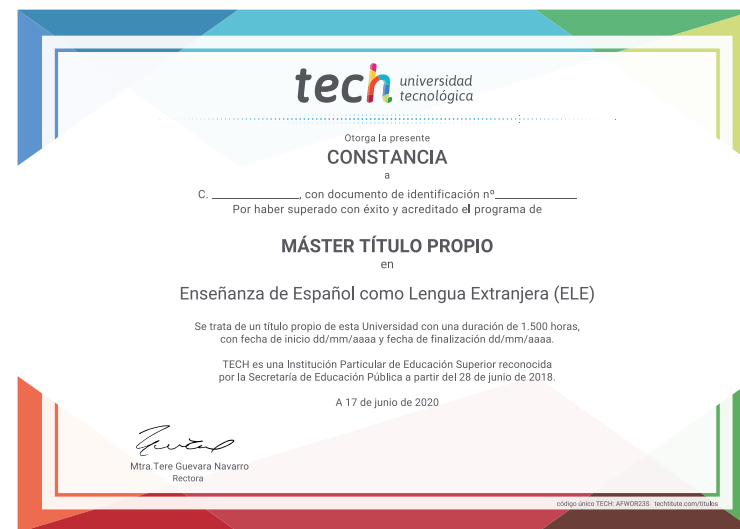 tech universidad
tecnológica
Otorga la presente
CONSTANCIA
a
C. ______________, con documento de identificación nº_____________
Por haber superado con éxito y acreditado el programa de
MÁSTER TÍTULO PROPIO
en
Enseñanza de Español como Lengua Extranjera (ELE)
Se trata de un título propio de esta Universidad con una duración de 1.500 horas,
con fecha de inicio dd/mm/aaaa y fecha de finalización dd/mm/aaaa.
TECH es una Institución Particular de Educación Superior reconocida
por la Secretaría de Educación Pública a partir del 28 de junio de 2018.
A 17 de junio de 2020
Mtra.Tere Guevara Navarro
Rectora
código único TECH: AFWOR23S techtitute.com/titulos